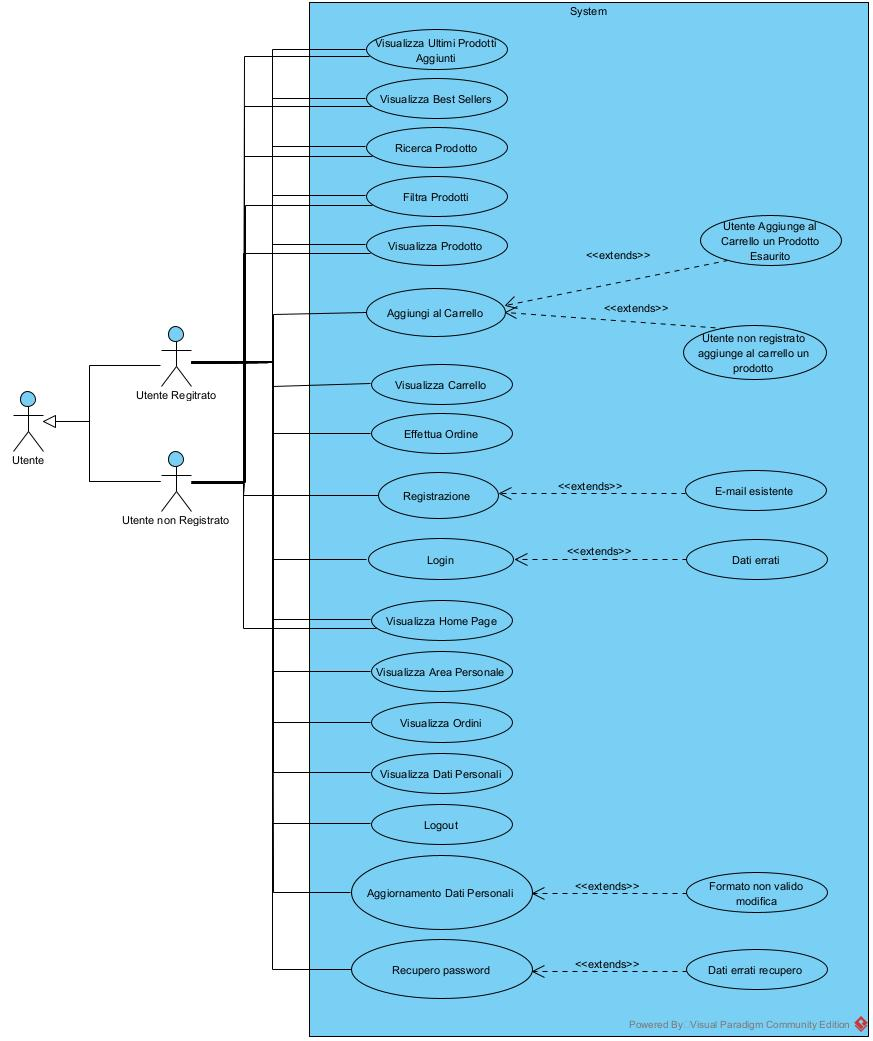 System
Visualizza Ultimi Prodotti
Aggiunti
Visualizza Best Sellers
Ricerca Prodotto
Filtra Prodotti
Visualizza Prodotto
Utente Aggiunge al
Carrello un Prodotto
Esaurito
<<extends>>
Aggiungi al Carrello
<<extends>>
Utente non registrato
aggiunge al carrello un
prodotto
Utente Regitrato
Visualizza Carrello
Effettua Ordine
Utente
Utente non Registrato
Registrazione
<<extends>>
E-mail esistente
Login
<<extends>>
Dati errati
Visualizza Home Page
Visualizza Area Personale
Visualizza Ordini
Visualizza Dati Personali
Logout
Aggiornamento Dati Personali
<<extends>>
Formato non valido
modifica
Recupero password
<<extends>>
Dati errati recupero
Powered By Visual Paradigm Community Edition